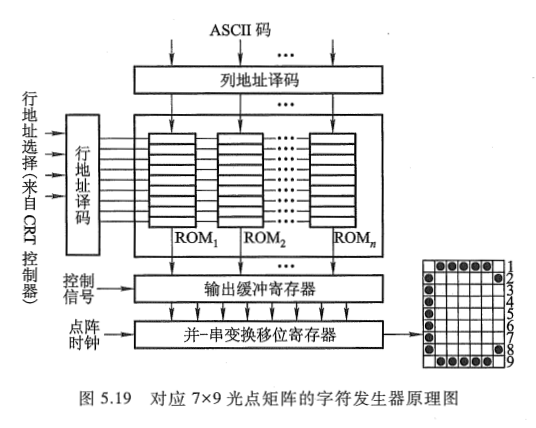 ASCII 码
…
列地址译码
…
行地址选择(来自 CRT 控制器)
行地址译码
…
ROM1 ROM2 ROMn
…
控制
信号
输出缓冲寄存器
点阵
时钟
并-串变换移位寄存器
1
2
3
4
5
6
7
8
9
图 5.19 对应 7×9 光点矩阵的字符发生器原理图